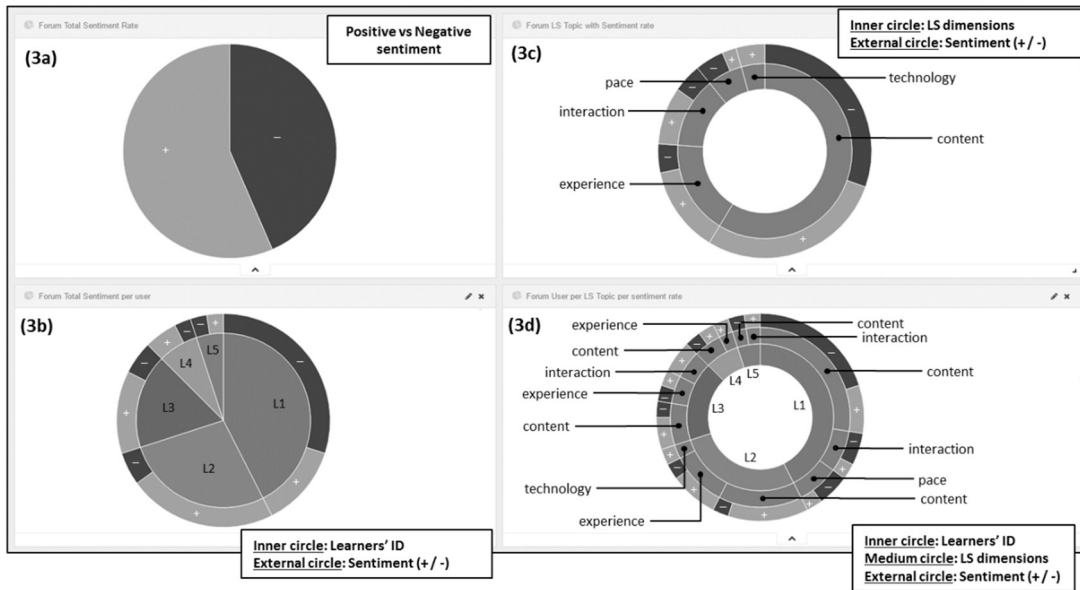 Forum Total Sentiment Rate
(3a)
Positive vs Negative
sentiment
+
–
Forum LS Topic with Sentiment rate
(3c)
Inner circle: LS dimensions
External circle: Sentiment (+ / -)
–
+
–
+
–
+
–
+
–
+
pace
technology
interaction
content
experience
Forum Total Sentiment per user
(3b)
–
+
–
+
–
+
–
+
–
+
L4
L5
L1
L3
L2
Inner circle: Learners' ID
External circle: Sentiment (+ / -)
Forum User per LS Topic per sentiment rate
(3d)
experience
content
content
interaction
interaction
content
experience
content
interaction
technology
pace
experience
content
L4
L5
L3
L1
L2
Inner circle: Learners' ID
Medium circle: LS dimensions
External circle: Sentiment (+ / -)